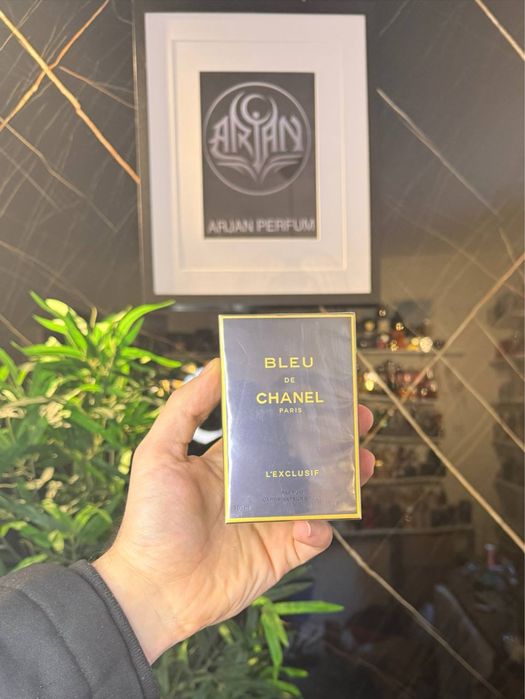 ARJAN
ARJAN PERFUM
BLEU
DE
CHANEL
PARIS
L'EXCLUSIF